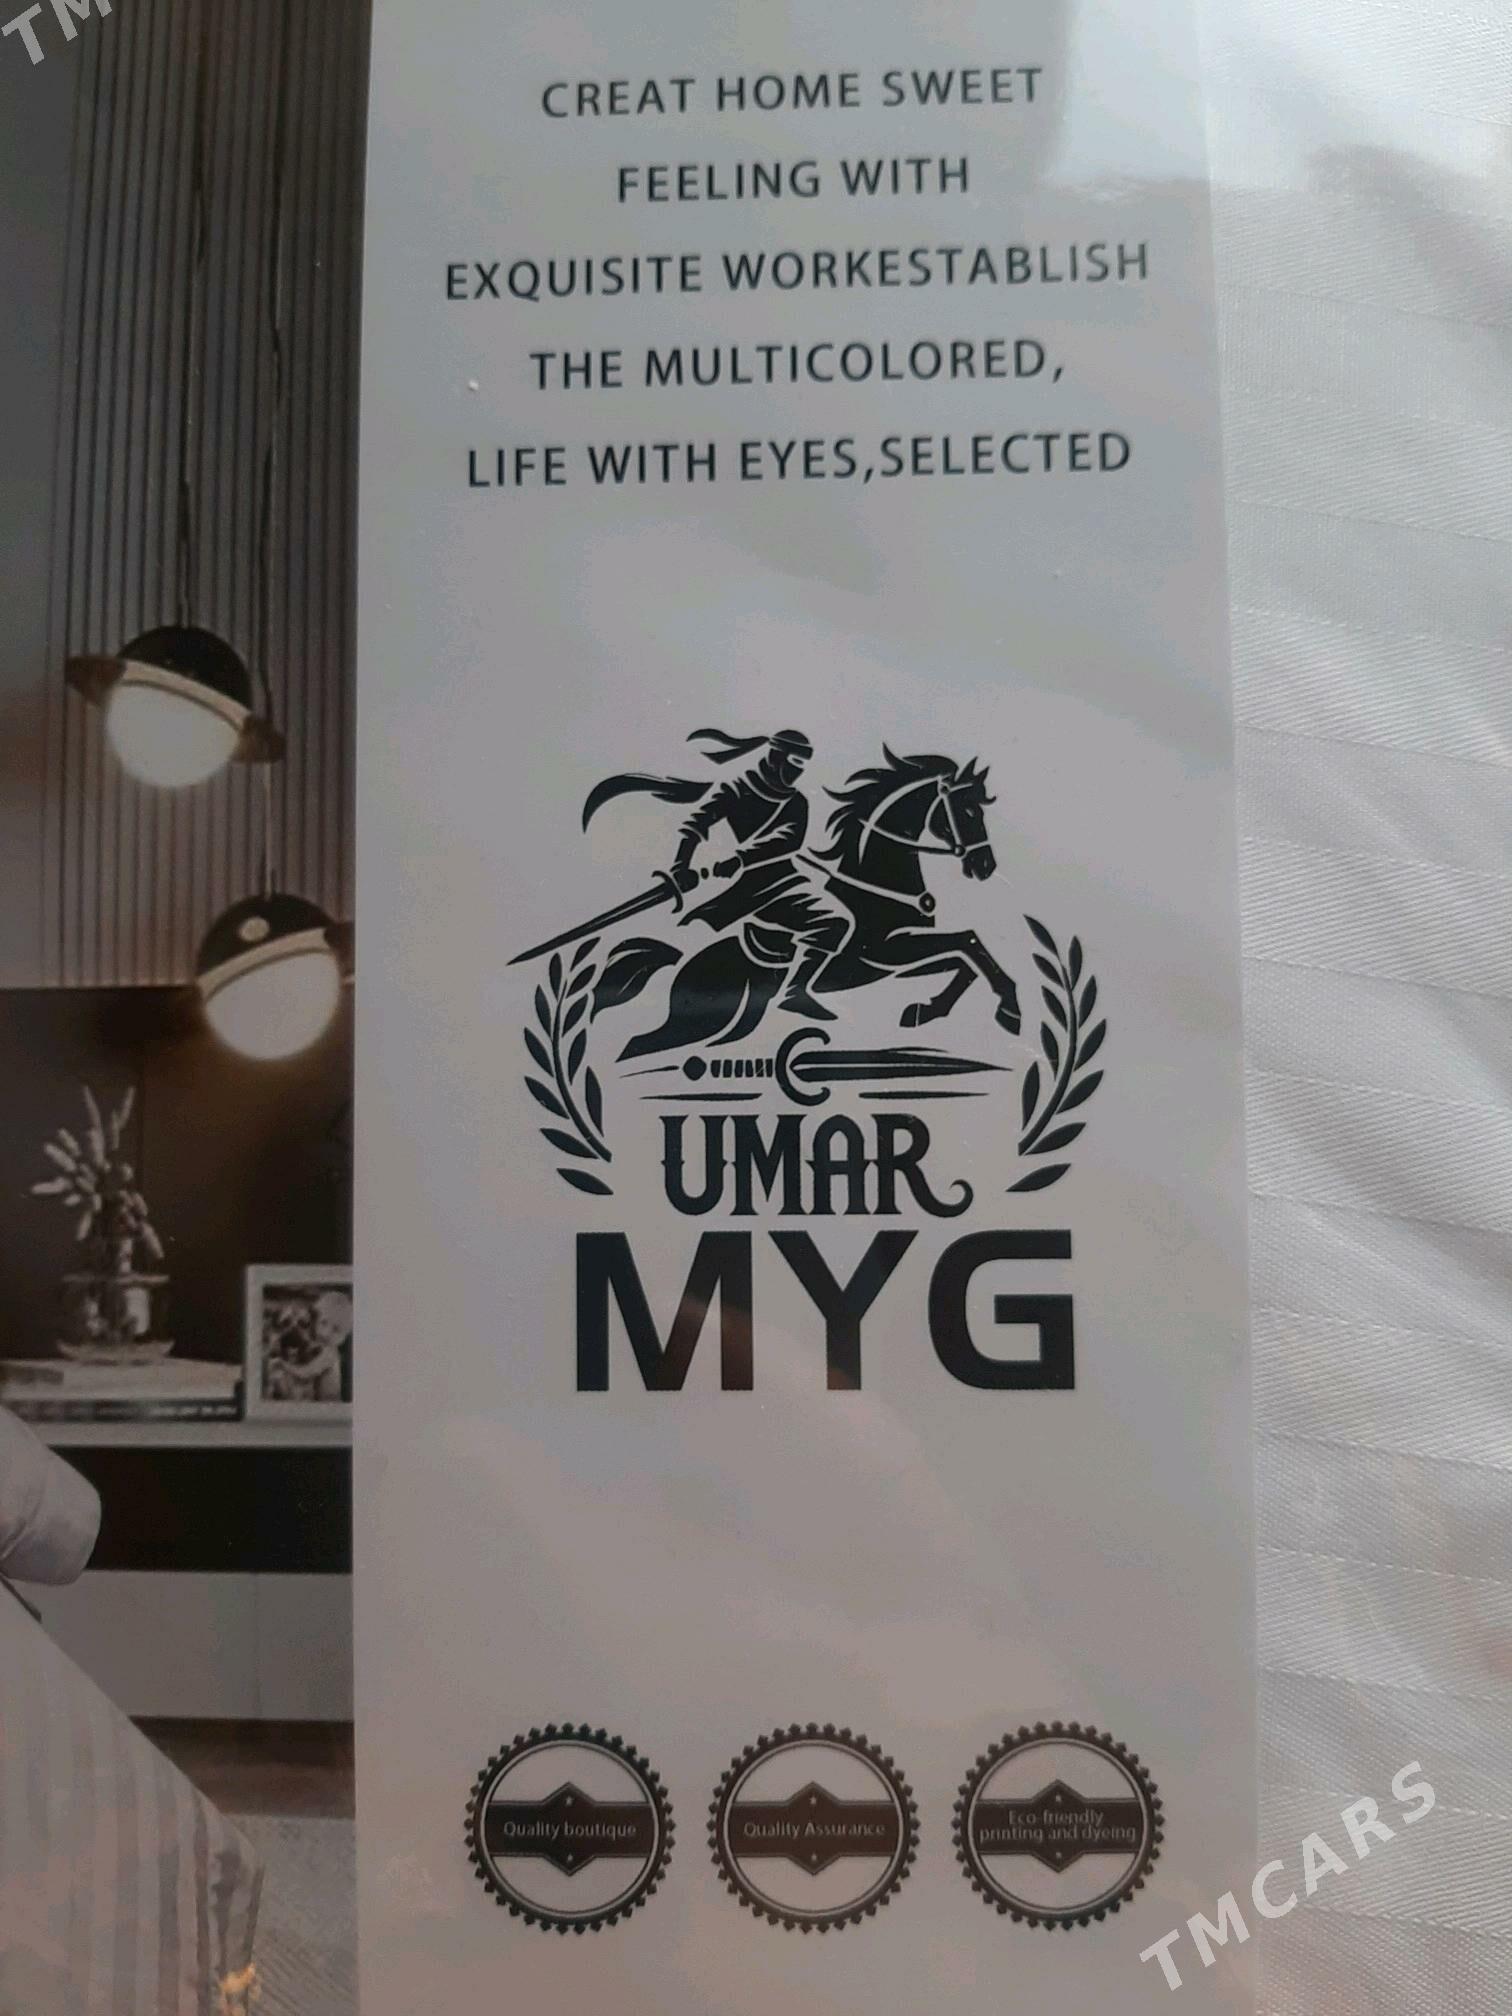 TM
CREAT HOME SWEET
FEELING WITH
EXQUISITE WORKESTABLISH
THE MULTICOLORED,
LIFE WITH EYES,SELECTED
UMAR
MYG
Quality boutique
Quality Assurance
Eco-friendly
printing and dyeing
TMCARS